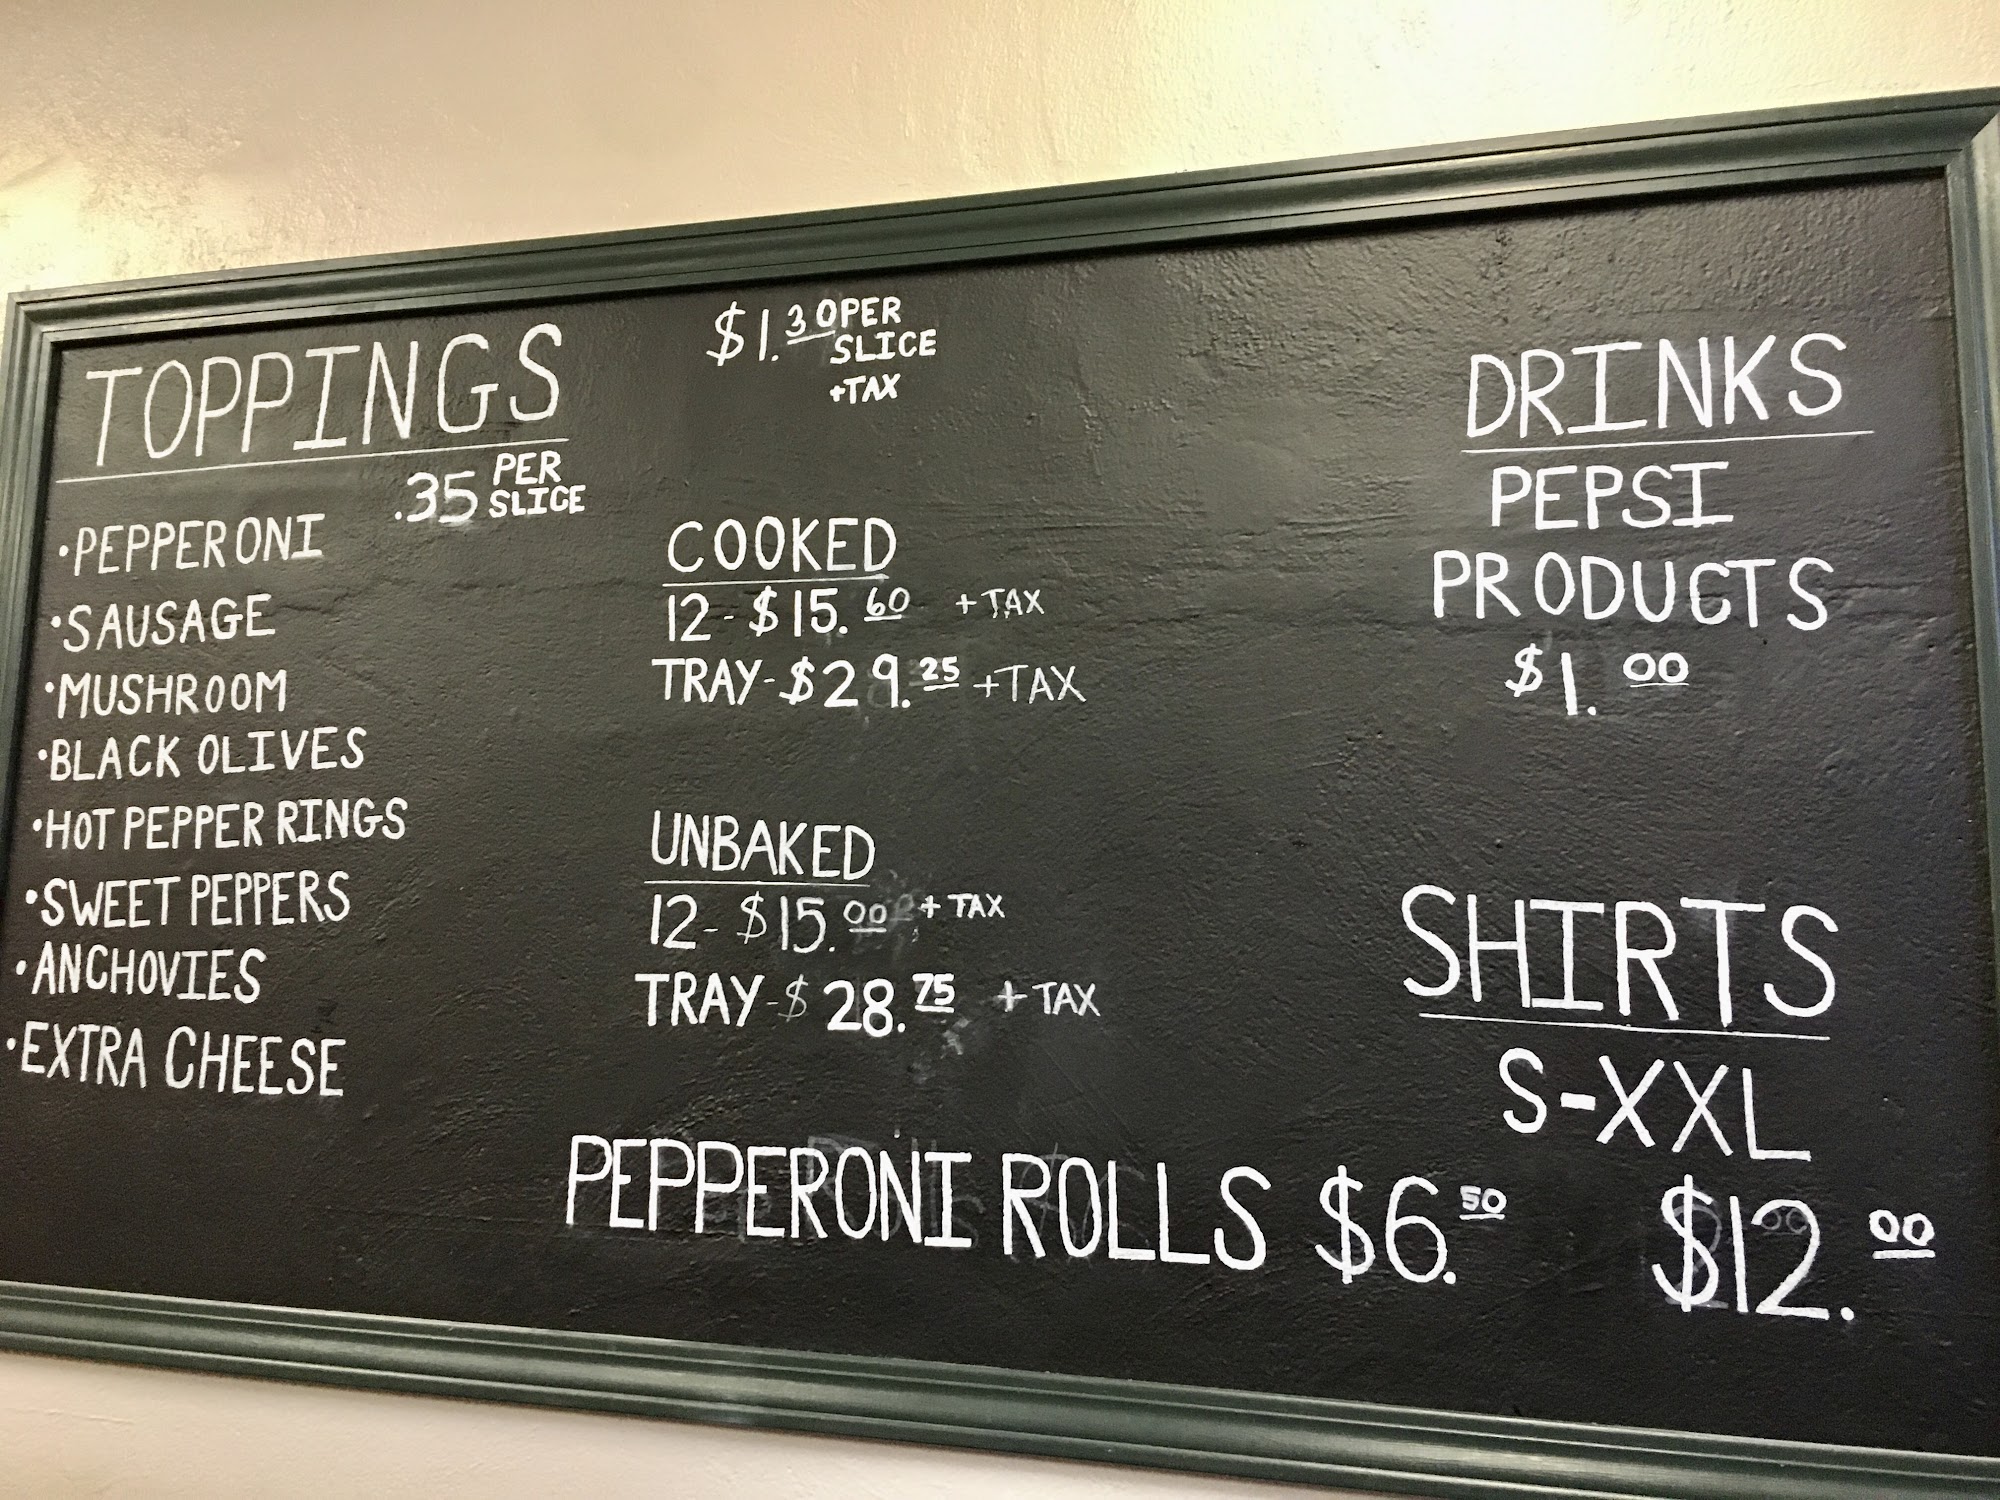 TOPPINGS
.35 PER SLICE
•PEPPERONI
•SAUSAGE
•MUSHROOM
•BLACK OLIVES
•HOT PEPPER RINGS
•SWEET PEPPERS
•ANCHOVIES
•EXTRA CHEESE
$1.30 PER
SLICE
+TAX
COOKED
12-$15.60 +TAX
TRAY-$29.25 +TAX
UNBAKED
12-$15.00 +TAX
TRAY-$28.75 +TAX
PEPPERONI ROLLS $6.50
DRINKS
PEPSI
PRODUCTS
$1.00
SHIRTS
S-XXL
$12.00